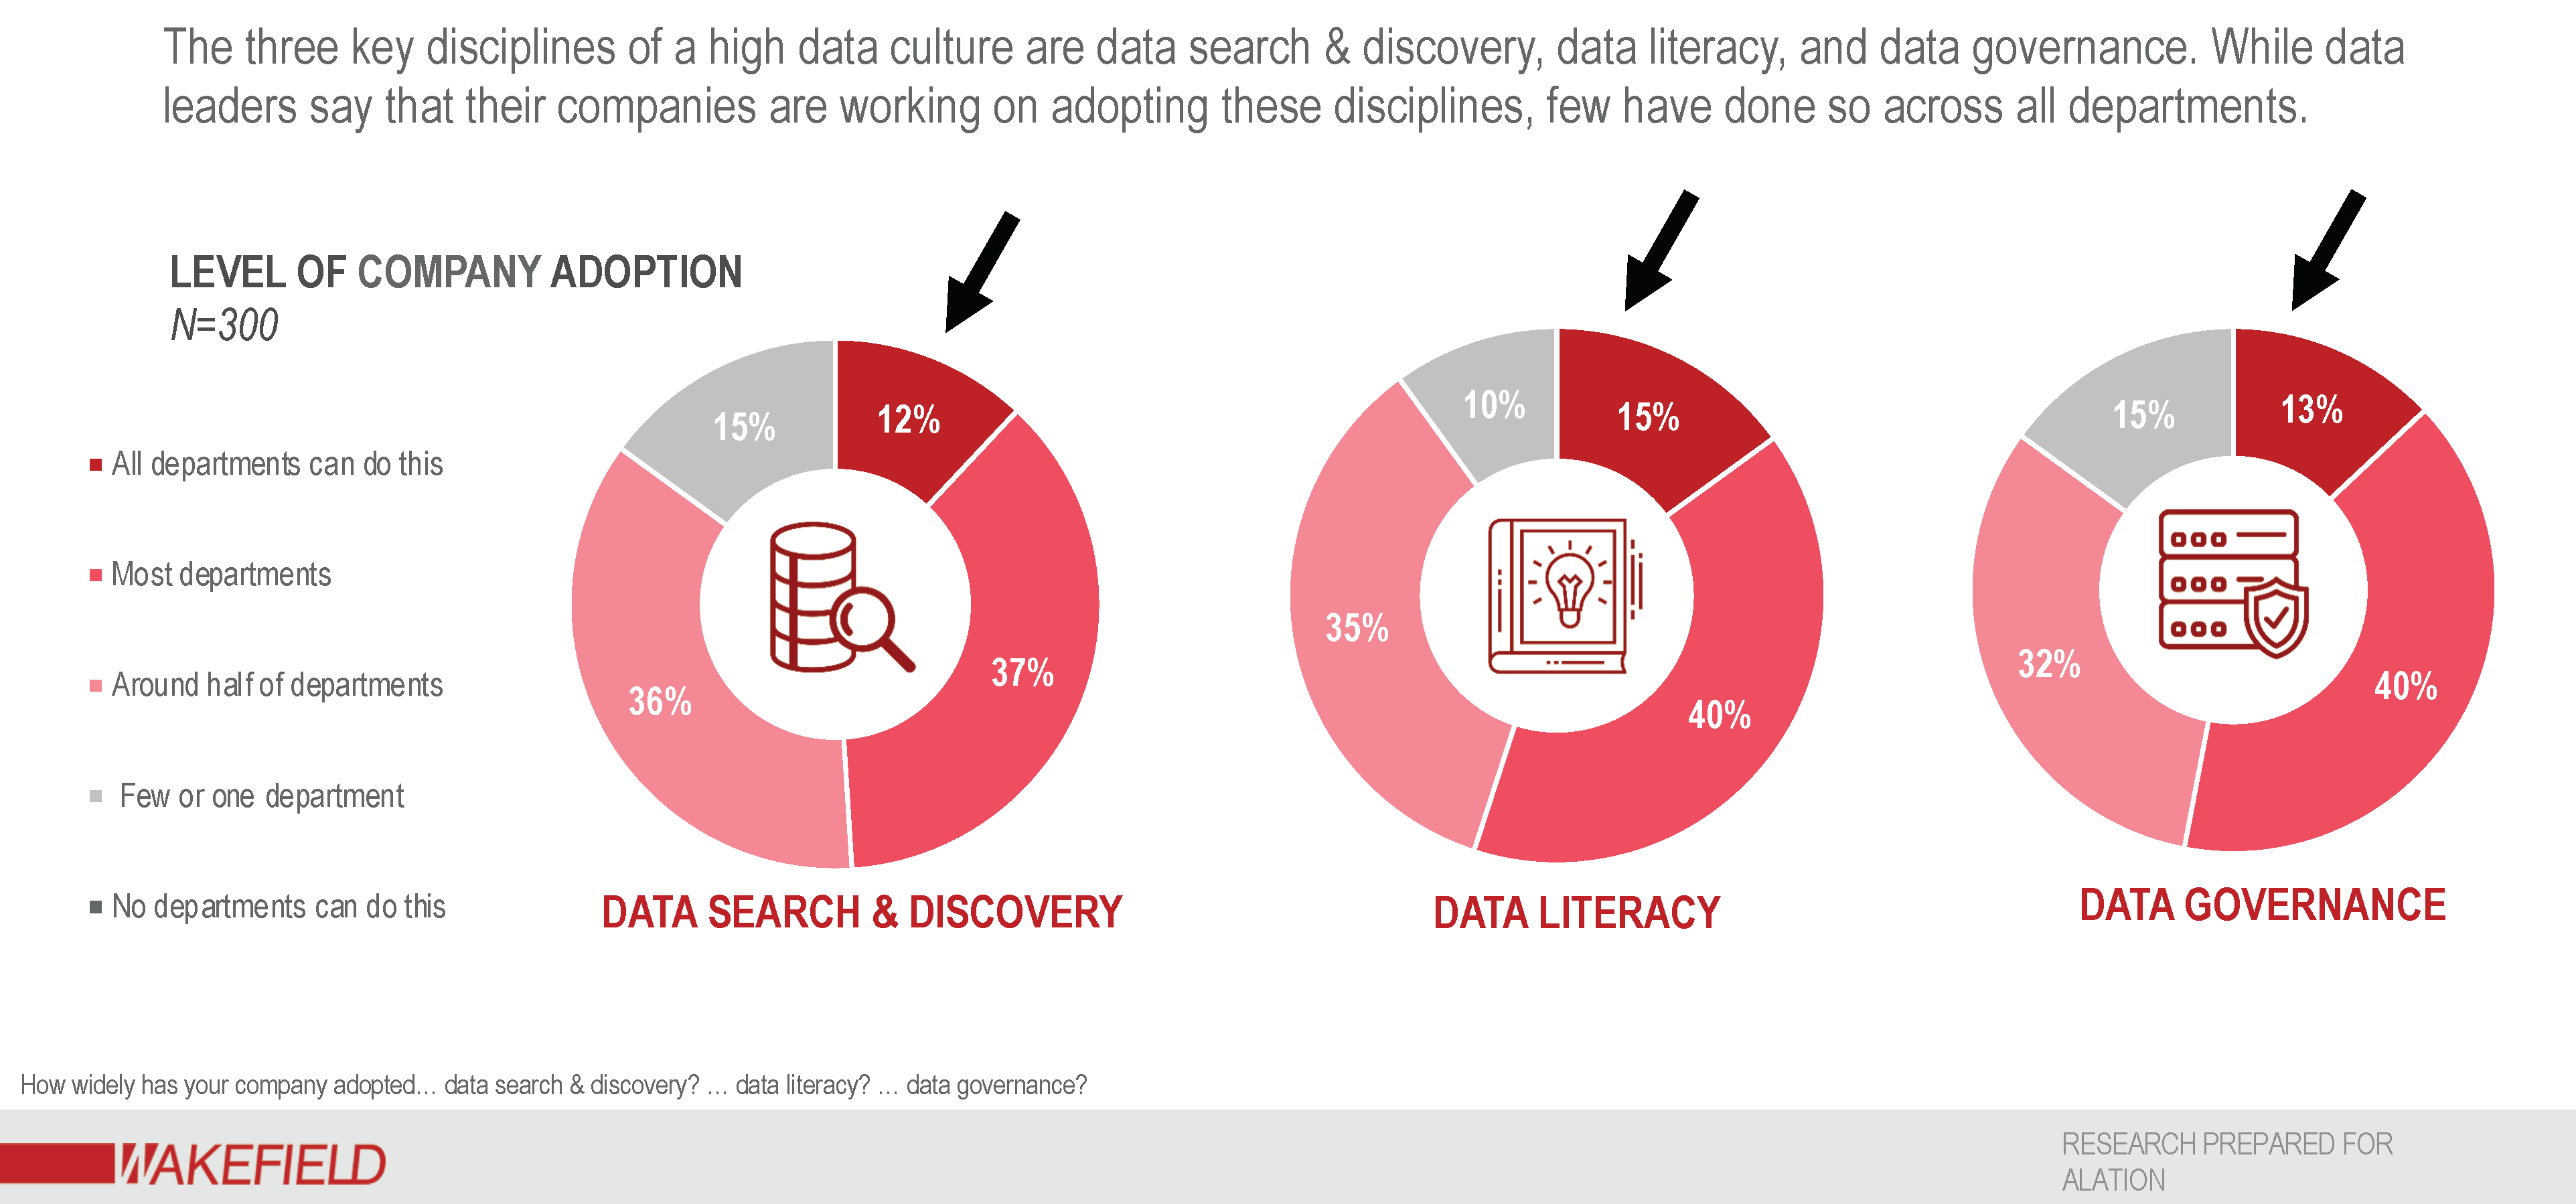 The three key disciplines of a high data culture are data search & discovery, data literacy, and data governance. While data
leaders say that their companies are working on adopting these disciplines, few have done so across all departments.
LEVEL OF COMPANY ADOPTION
N=300
All departments can do this
Most departments
Around half of departments
Few or one department
No departments can do this
15%
12%
36%
37%
DATA SEARCH & DISCOVERY
10%
15%
35%
40%
DATA LITERACY
15%
13%
32%
40%
DATA GOVERNANCE
How widely has your company adopted… data search & discovery? … data literacy? … data governance?
WAKEFIELD
RESEARCH PREPARED FOR
ALATION